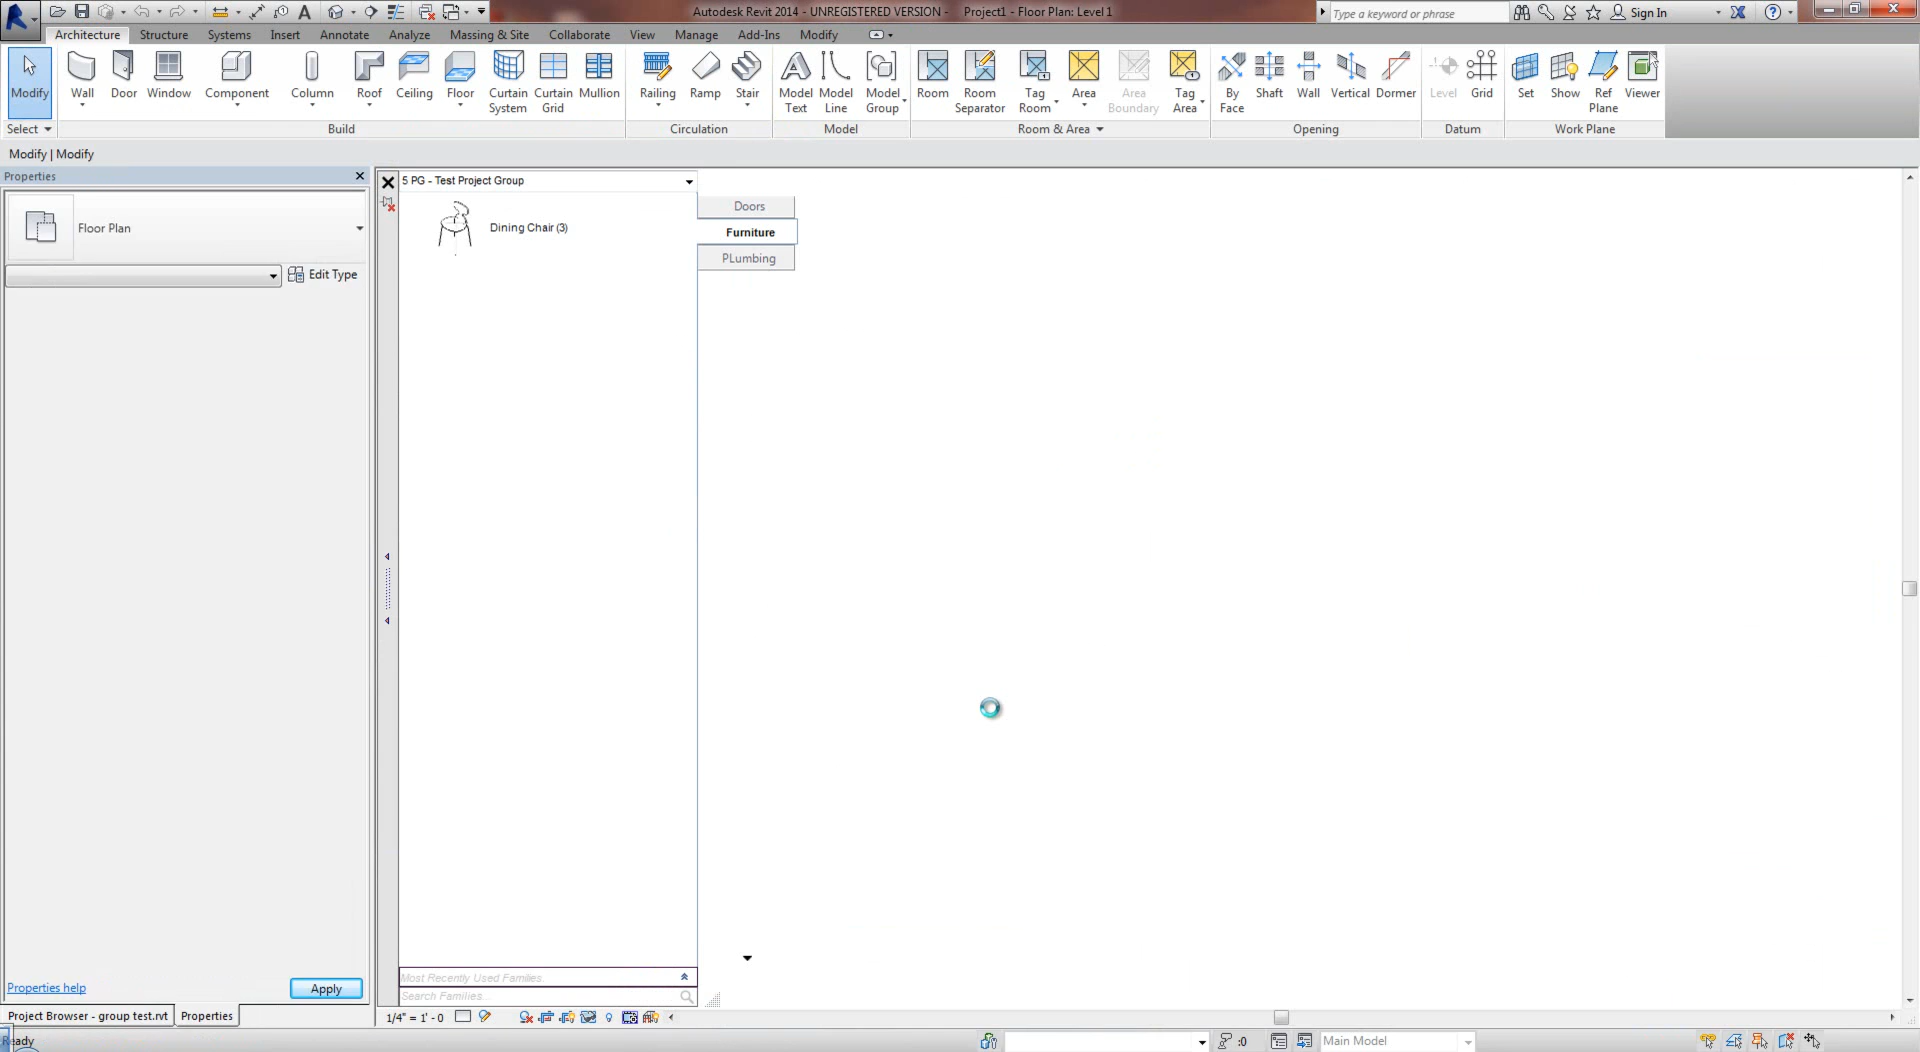 Autodesk Revit 2014 - UNREGISTERED VERSION - Project1 - Floor Plan: Level 1
Type a keyword or phrase
Sign In
Architecture Structure Systems Insert Annotate Analyze Massing & Site Collaborate View Manage Add-Ins Modify
Modify Wall Door Window Component Column Roof Ceiling Floor Curtain System Curtain Grid Mullion Railing Ramp Stair Model Text Model Line Model Group Room Room Separator Tag Room Area Area Boundary Tag Area By Face Shaft Wall Vertical Dormer Level Grid Set Show Ref Plane Viewer
Select Build Circulation Model Room & Area Opening Datum Work Plane
Modify | Modify
Properties
Floor Plan
Edit Type
5 PG - Test Project Group
Dining Chair (3)
Doors
Furniture
PLumbing
Most Recently Used Families.
Search Families...
Properties help
Apply
Project Browser - group test.rvt Properties
1/4" = 1' - 0
Ready
:0
Main Model